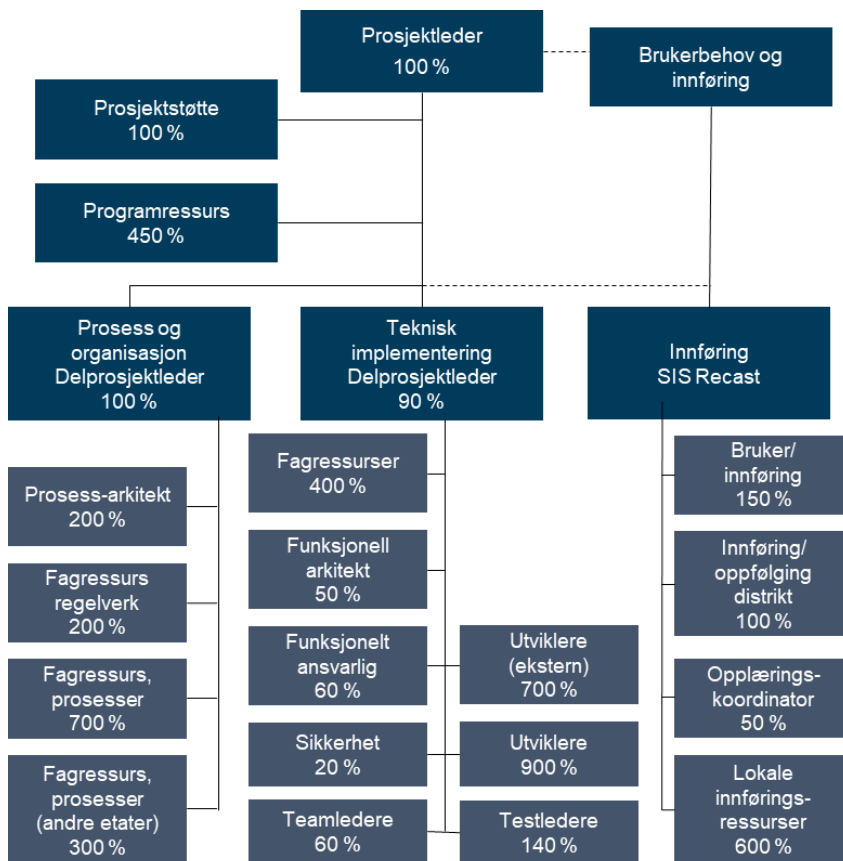 Prosjektleder
100 %
Brukerbehov og
innføring
Prosjektstøtte
100 %
Programressurs
450 %
Prosess og
organisasjon
Delprosjektleder
100 %
Teknisk
implementering
Delprosjektleder
90 %
Innføring
SIS Recast
Prosess-arkitekt
200 %
Fagressurs
regelverk
200 %
Fagressurs,
prosesser
700 %
Fagressurs,
prosesser
(andre etater)
300 %
Fagressurser
400 %
Funksjonell
arkitekt
50 %
Funksjonelt
ansvarlig
60 %
Sikkerhet
20 %
Teamledere
60 %
Utviklere
(ekstern)
700 %
Utviklere
900 %
Testledere
140 %
Bruker/
innføring
150 %
Innføring/
oppfølging
distrikt
100 %
Opplærings-
koordinator
50 %
Lokale
innførings-
ressurser
600 %